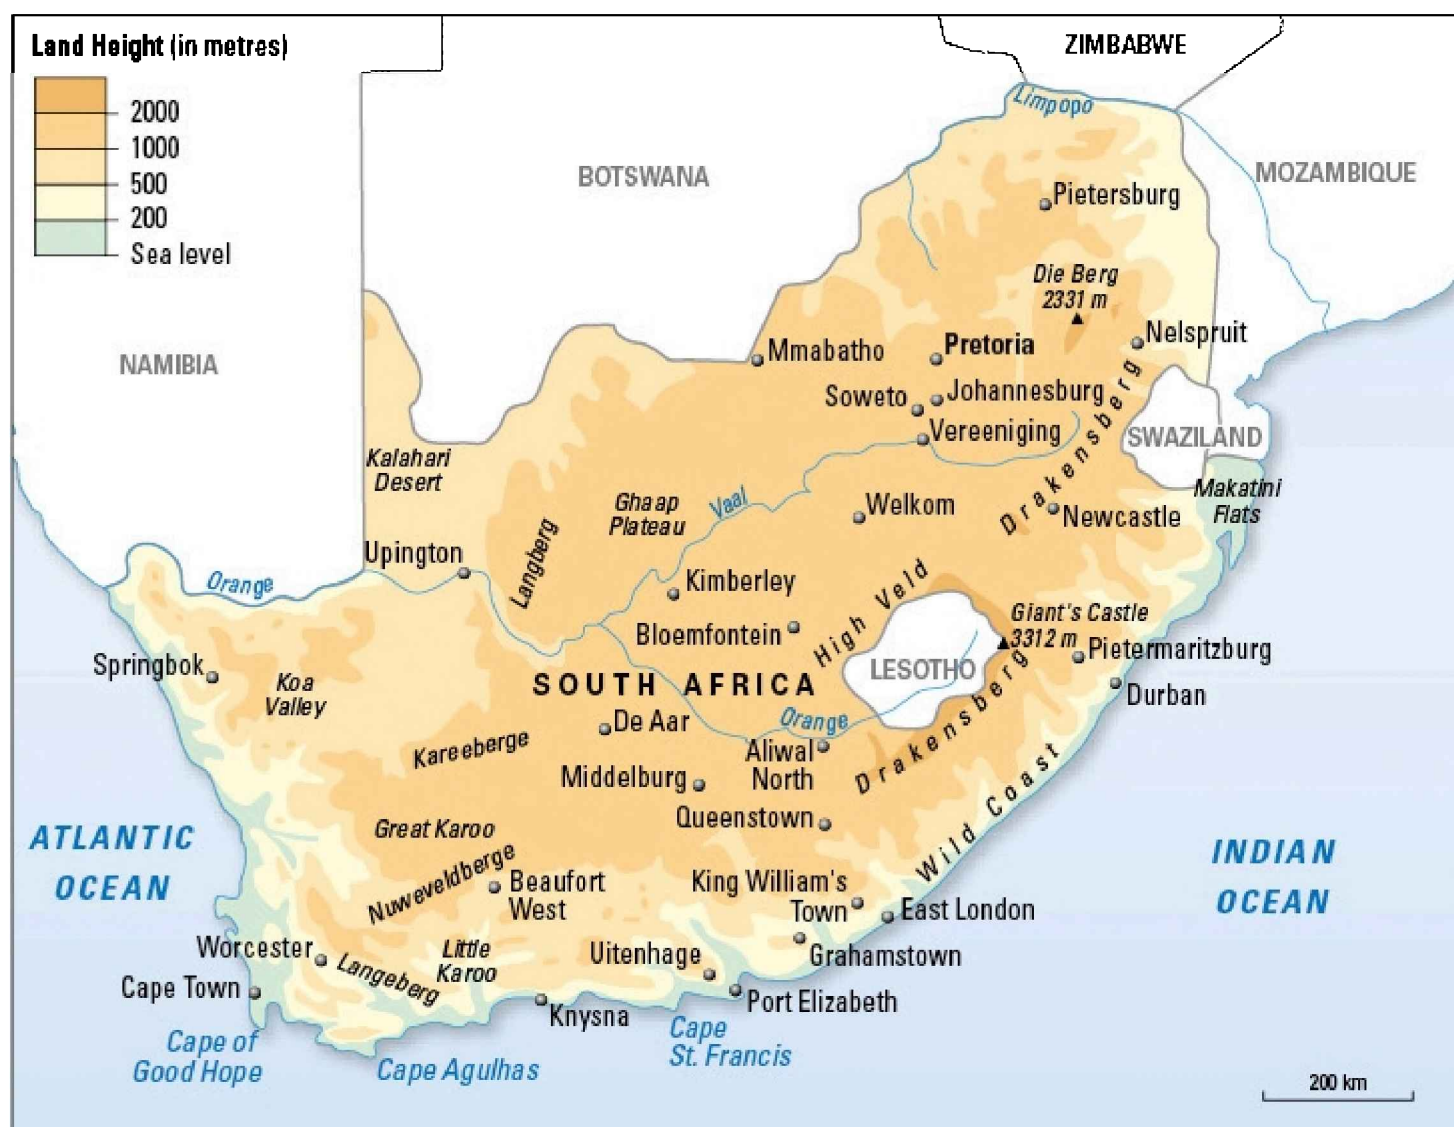 Land Height (in metres)
2000
1000
500
200
Sea level
ZIMBABWE
Limpopo
BOTSWANA
MOZAMBIQUE
Pietersburg
Die Berg
2331 m
NAMIBIA
Mmabatho
Pretoria
Nelspruit
Soweto
Johannesburg
Vereeniging
Drakensberg
SWAZILAND
Kalahari
Desert
Ghaap
Plateau
Vaal
Welkom
Newcastle
Makatini
Flats
Upington
Langberg
Orange
Kimberley
High Veld
Bloemfontein
Giant's Castle
3312 m
Pietermaritzburg
LESOTHO
Springbok
Koa
Valley
SOUTH AFRICA
Durban
De Aar
Orange
Kareeberge
Aliwal
North
Drakensberg
Middelburg
Queenstown
Wild Coast
Great Karoo
ATLANTIC
OCEAN
INDIAN
OCEAN
Nuweveldberge
Beaufort
West
King William's
Town
East London
Worcester
Langeberg
Little
Karoo
Uitenhage
Grahamstown
Cape Town
Knysna
Port Elizabeth
Cape of
Good Hope
Cape Agulhas
Cape
St. Francis
200 km